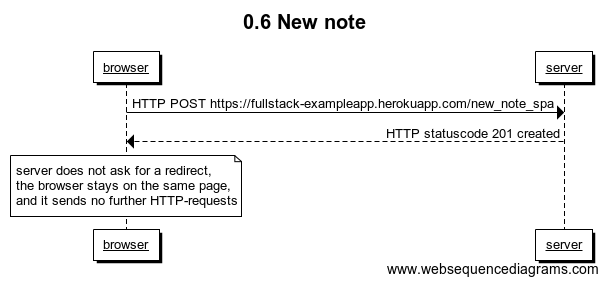 0.6 New note
browser
server
HTTP POST https://fullstack-exampleapp.herokuapp.com/new_note_spa
HTTP statuscode 201 created
server does not ask for a redirect,
the browser stays on the same page,
and it sends no further HTTP-requests
browser
server
www.websequencediagrams.com